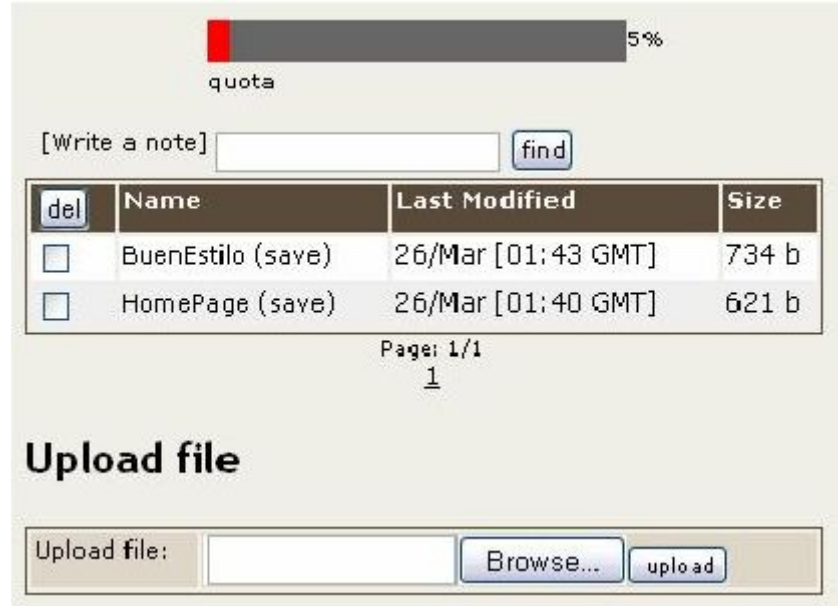 5%
quota
[Write a note] find
del Name Last Modified Size
BuenEstilo (save) 26/Mar [01:43 GMT] 734 b
HomePage (save) 26/Mar [01:40 GMT] 621 b
Page: 1/1
1
Upload file
Upload file: Browse... upload